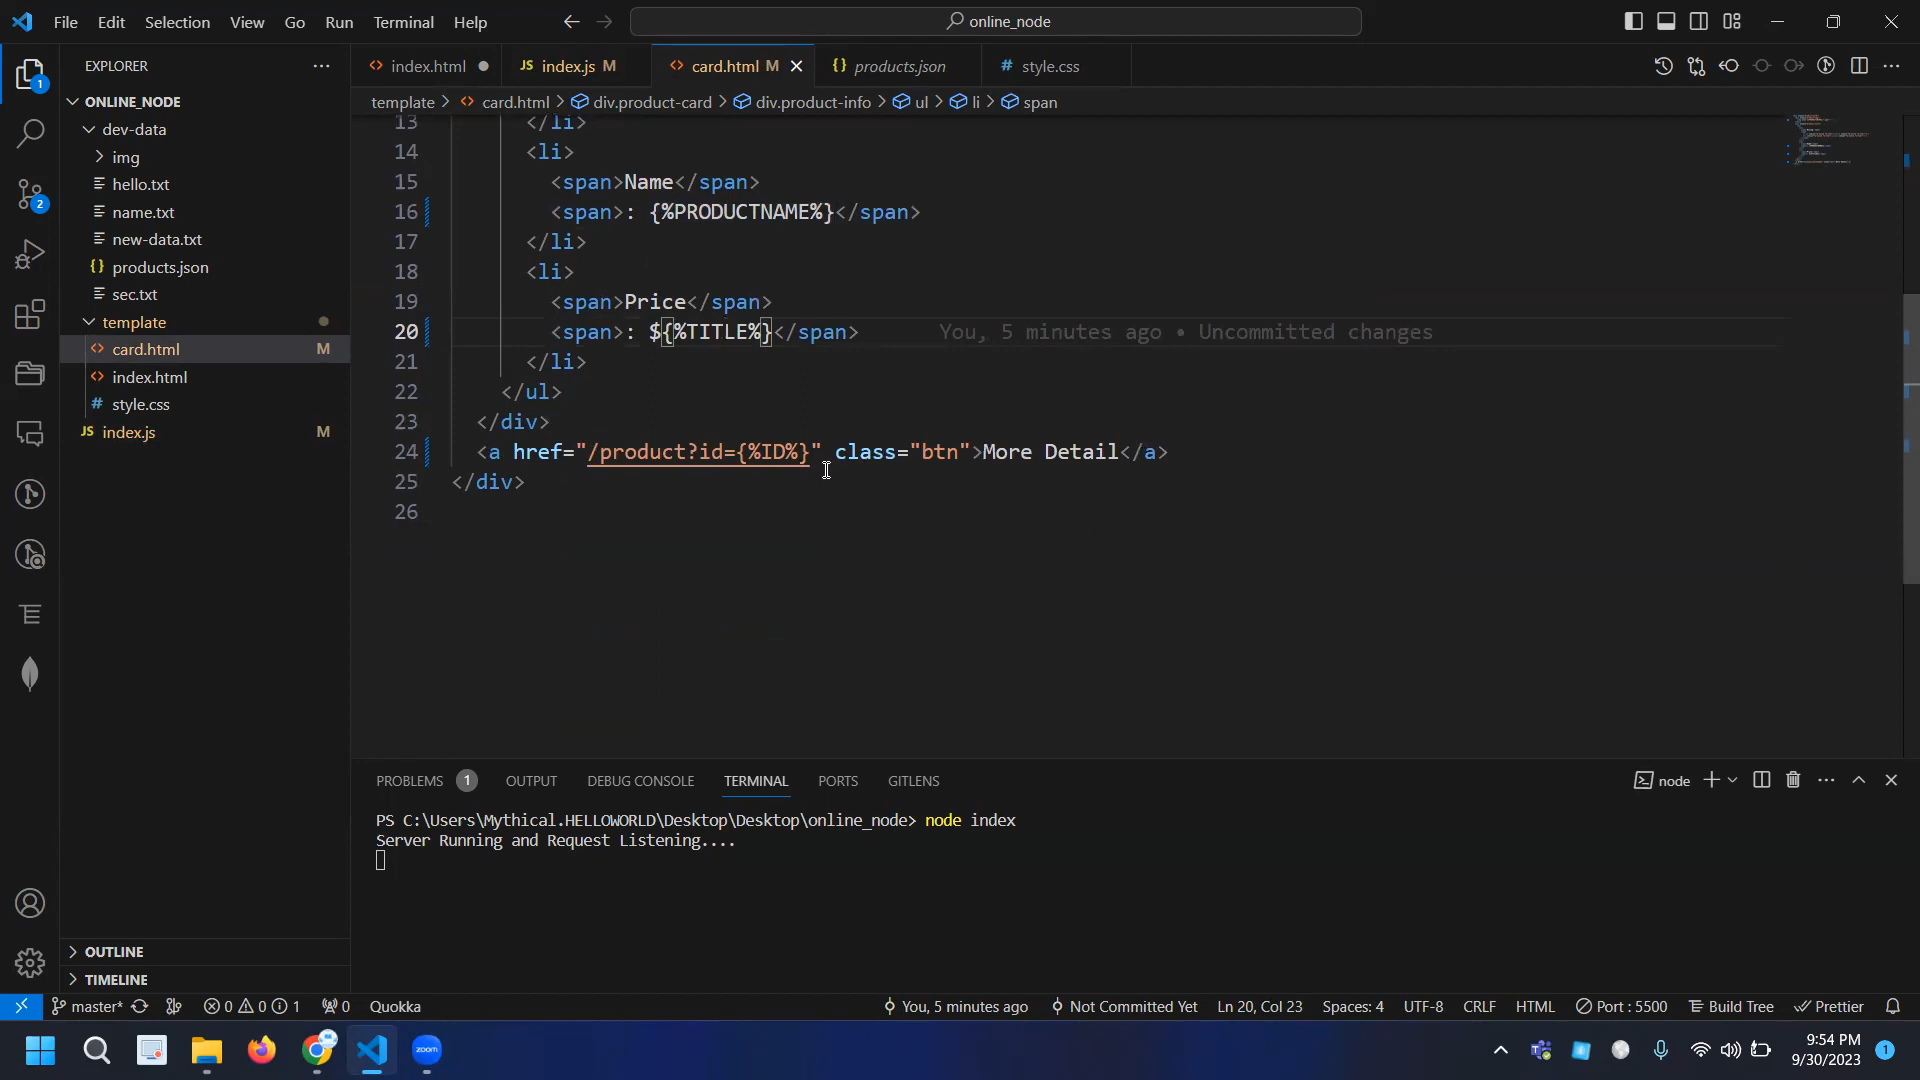 File Edit Selection View Go Run Terminal Help
online_node
EXPLORER
index.html
JS index.js M
card.html M
{} products.json
# style.css
template > card.html > div.product-card > div.product-info > ul > li > span
ONLINE_NODE
dev-data
img
hello.txt
name.txt
new-data.txt
{} products.json
sec.txt
template
card.html M
index.html
# style.css
JS index.js M
OUTLINE
TIMELINE
1
2
13 </li>
14 <li>
15 <span>Name</span>
16 <span>: {%PRODUCTNAME%}</span>
17 </li>
18 <li>
19 <span>Price</span>
20 <span>: ${%TITLE%}</span> You, 5 minutes ago • Uncommitted changes
21 </li>
22 </ul>
23 </div>
24 <a href="/product?id={%ID%}" class="btn">More Detail</a>
25 </div>
26
PROBLEMS 1 OUTPUT DEBUG CONSOLE TERMINAL PORTS GITLENS
node
PS C:\Users\Mythical.HELLOWORLD\Desktop\Desktop\online_node> node index
Server Running and Request Listening....
master* 0 0 1 0 Quokka You, 5 minutes ago Not Committed Yet Ln 20, Col 23 Spaces: 4 UTF-8 CRLF HTML Port : 5500 Build Tree Prettier
zoom
9:54 PM
9/30/2023
1